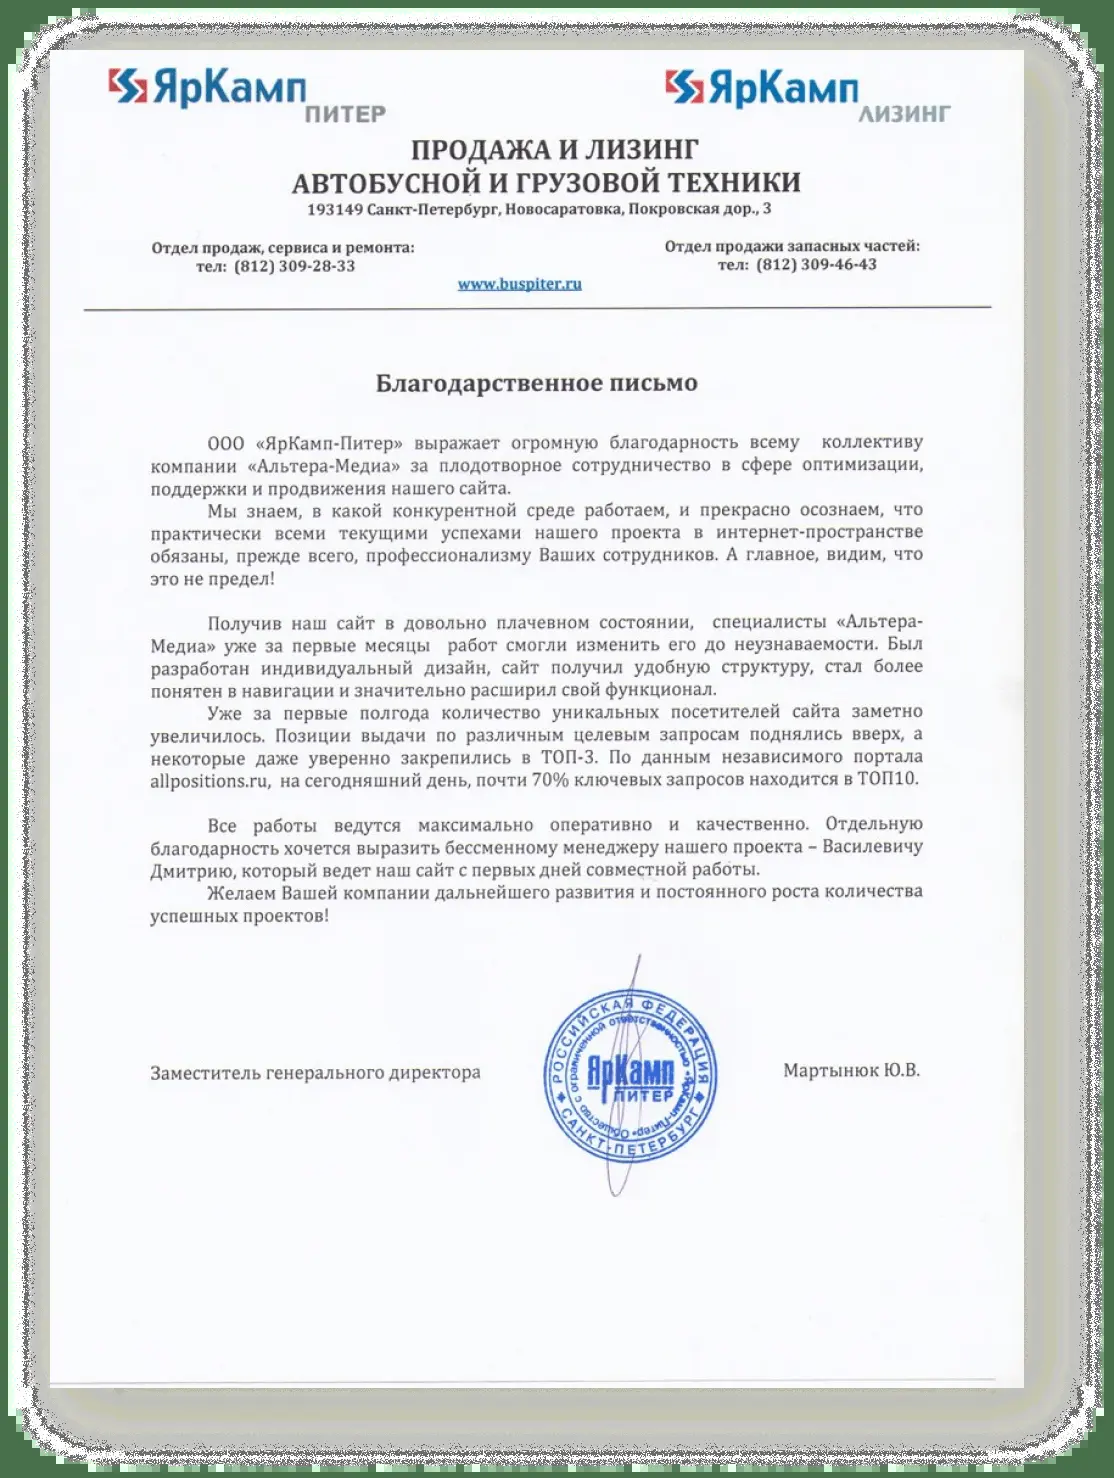 ЯрКамп
ПИТЕР
ЯрКамп
ЛИЗИНГ
ПРОДАЖА И ЛИЗИНГ
АВТОБУСНОЙ И ГРУЗОВОЙ ТЕХНИКИ
193149 Санкт-Петербург, Новосаратовка, Покровская дор., 3
Отдел продаж, сервиса и ремонта:
тел: (812) 309-28-33
Отдел продажи запасных частей:
тел: (812) 309-46-43
www.buspiter.ru
Благодарственное письмо
ООО «ЯрКамп-Питер» выражает огромную благодарность всему коллективу
компании «Альтера-Медиа» за плодотворное сотрудничество в сфере оптимизации,
поддержки и продвижения нашего сайта.
Мы знаем, в какой конкурентной среде работаем, и прекрасно осознаем, что
практически всеми текущими успехами нашего проекта в интернет-пространстве
обязаны, прежде всего, профессионализму Ваших сотрудников. А главное, видим, что
это не предел!
Получив наш сайт в довольно плачевном состоянии, специалисты «Альтера-
Медиа» уже за первые месяцы работ смогли изменить его до неузнаваемости. Был
разработан индивидуальный дизайн, сайт получил удобную структуру, стал более
понятен в навигации и значительно расширил свой функционал.
Уже за первые полгода количество уникальных посетителей сайта заметно
увеличилось. Позиции выдачи по различным целевым запросам поднялись вверх, а
некоторые даже уверенно закрепились в ТОП-3. По данным независимого портала
allpositions.ru, на сегодняшний день, почти 70% ключевых запросов находится в ТОП10.
Все работы ведутся максимально оперативно и качественно. Отдельную
благодарность хочется выразить бессменному менеджеру нашего проекта – Василевичу
Дмитрию, который ведет наш сайт с первых дней совместной работы.
Желаем Вашей компании дальнейшего развития и постоянного роста количества
успешных проектов!
Заместитель генерального директора
РОССИЙСКАЯ ФЕДЕРАЦИЯ
САНКТ-ПЕТЕРБУРГ
Общество с ограниченной ответственностью «ЯрКамп-Питер»
ЯрКамп
ПИТЕР
Мартынюк Ю.В.